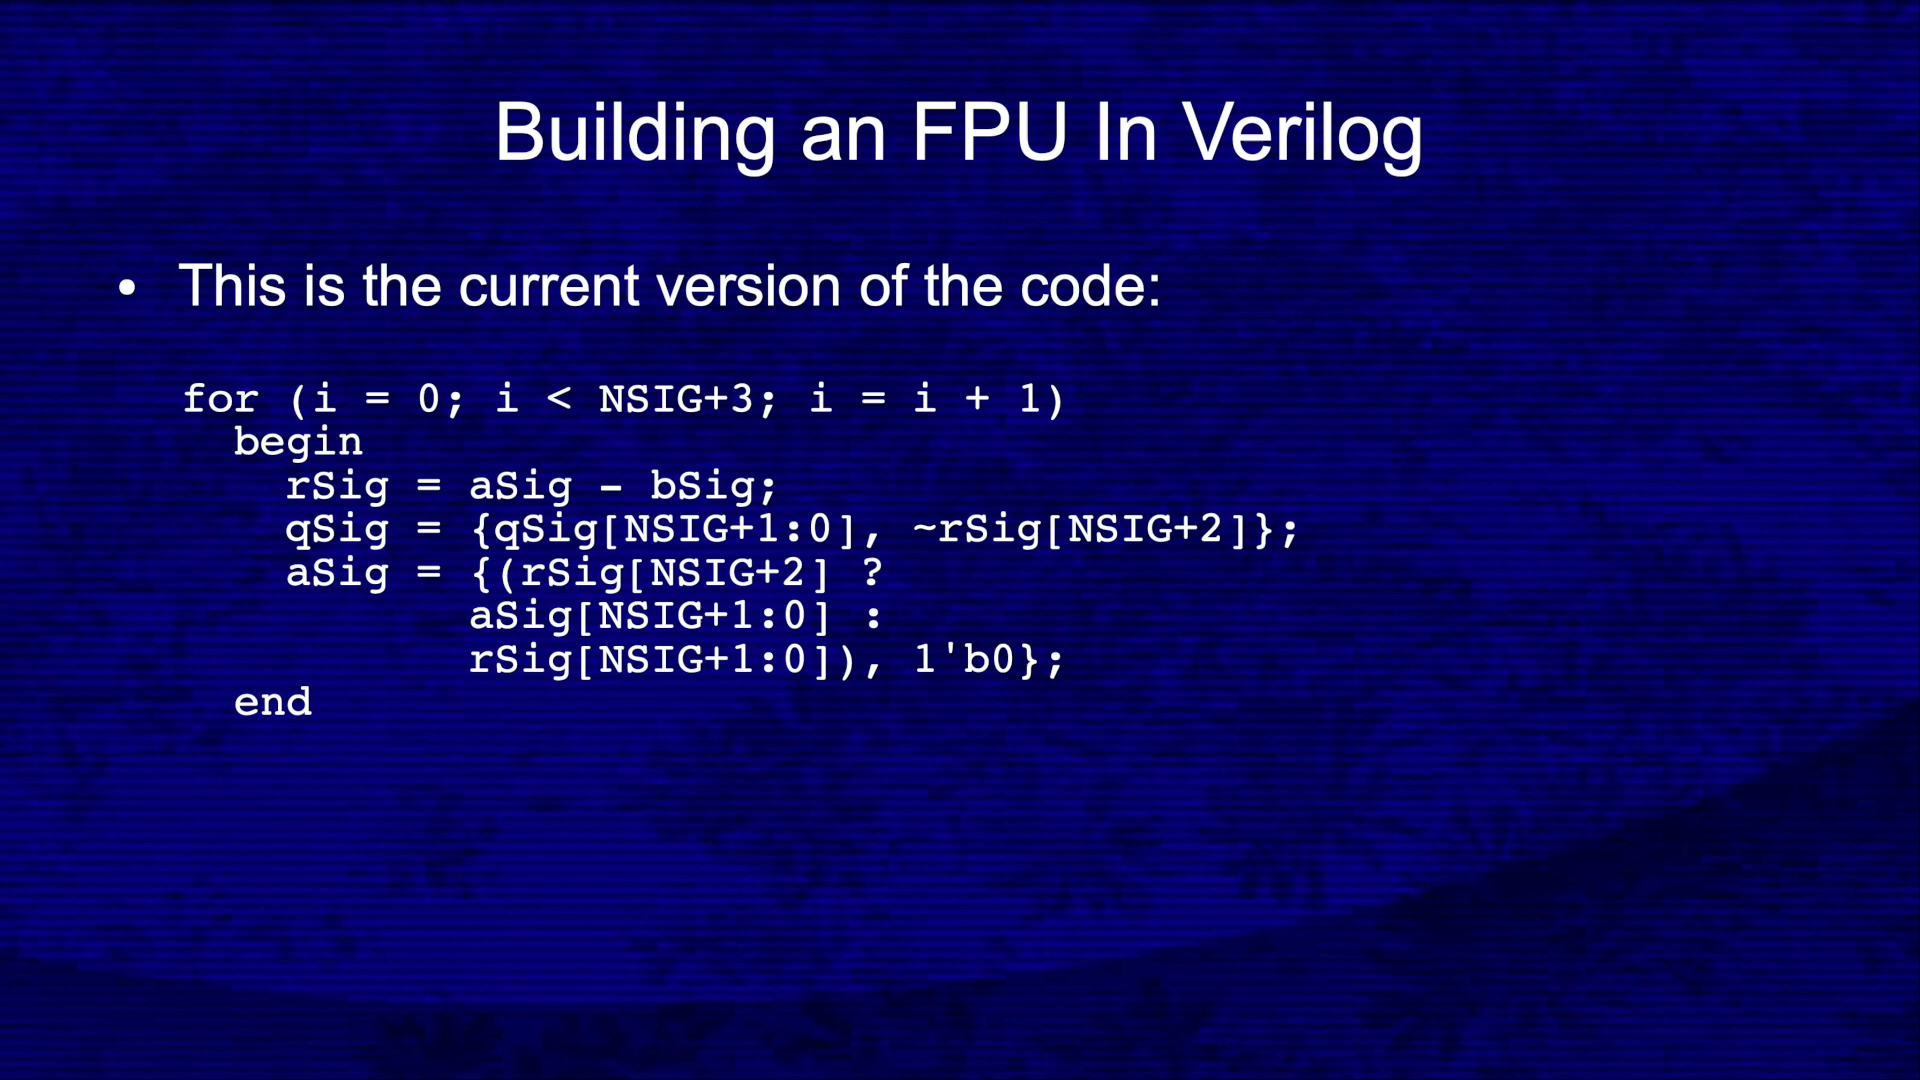 Building an FPU In Verilog
• This is the current version of the code:
for (i = 0; i < NSIG+3; i = i + 1)
  begin
    rSig = aSig - bSig;
    qSig = {qSig[NSIG+1:0], ~rSig[NSIG+2]};
    aSig = {(rSig[NSIG+2] ?
           aSig[NSIG+1:0] :
           rSig[NSIG+1:0]), 1'b0};
  end